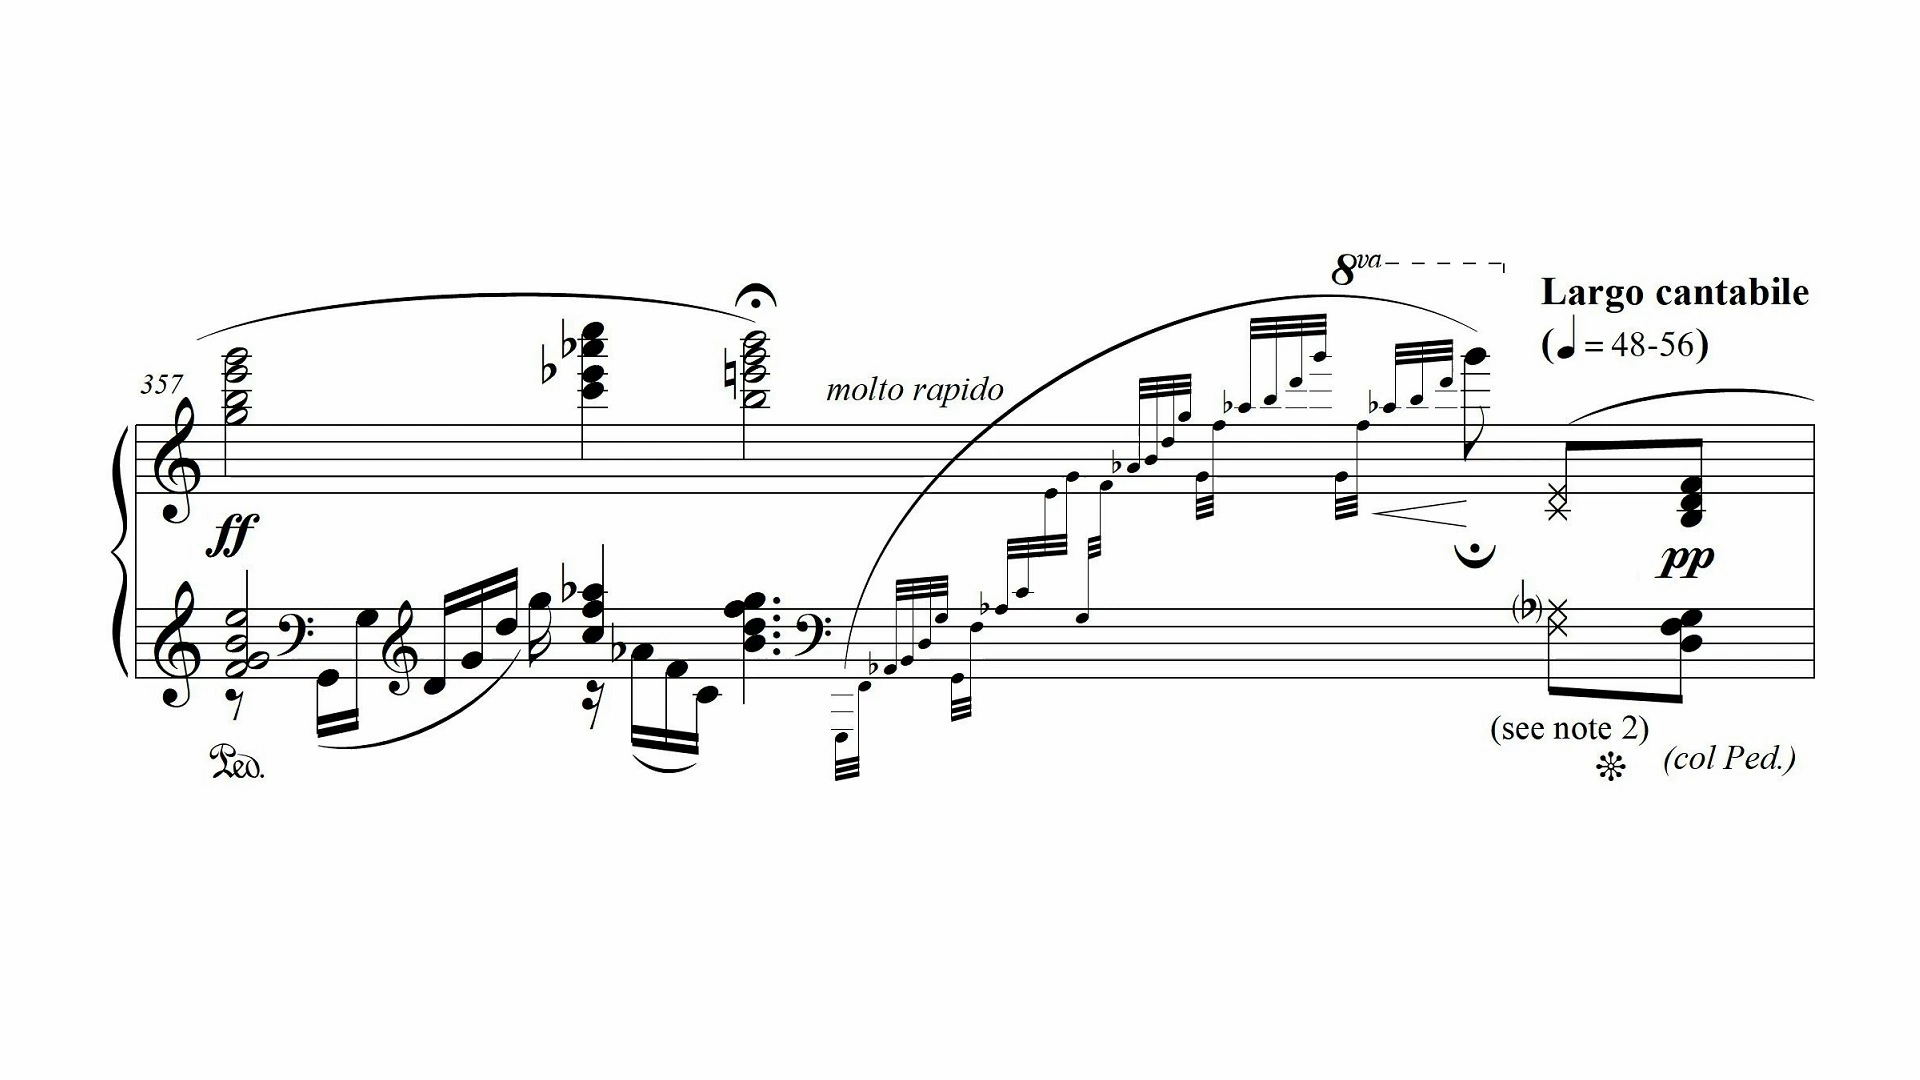 8va
Largo cantabile
(♩ = 48-56)
357
molto rapido
ff
pp
(see note 2)
Ped.
(col Ped.)